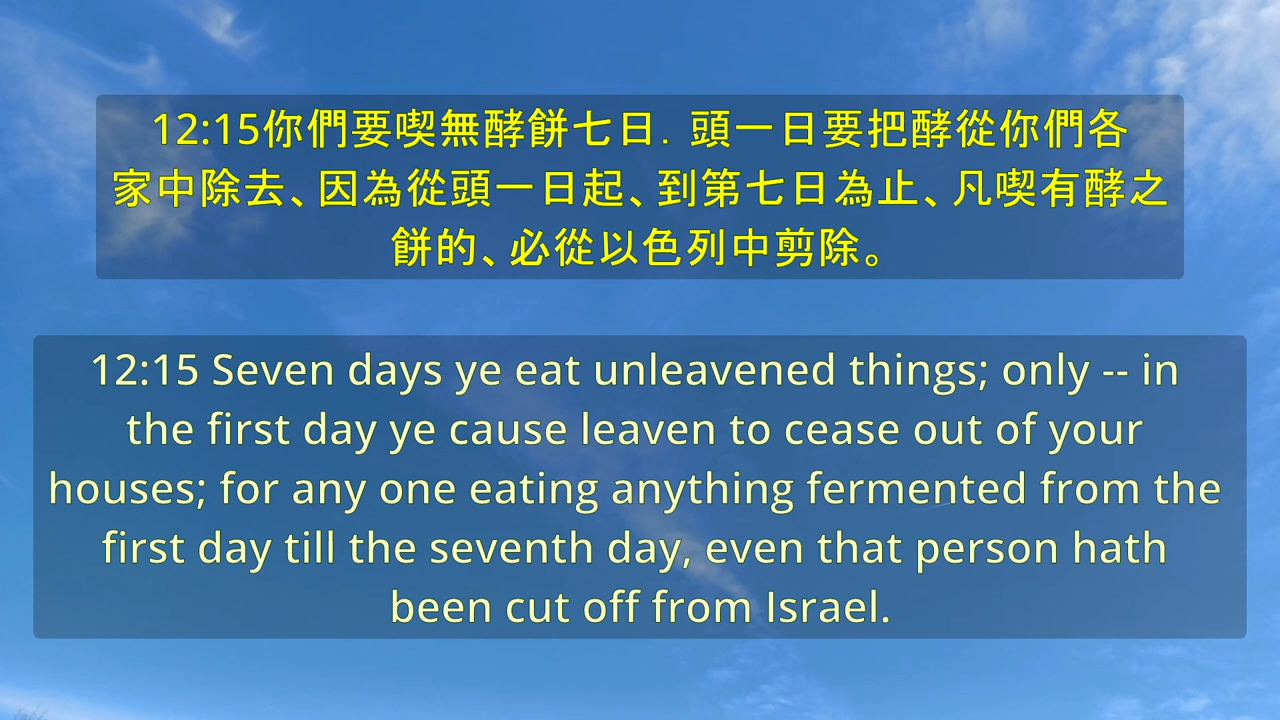 12:15你們要喫無酵餅七日．頭一日要把酵從你們各
家中除去、因為從頭一日起、到第七日為止、凡喫有酵之
餅的、必從以色列中剪除。
12:15 Seven days ye eat unleavened things; only -- in
the first day ye cause leaven to cease out of your
houses; for any one eating anything fermented from the
first day till the seventh day, even that person hath
been cut off from Israel.